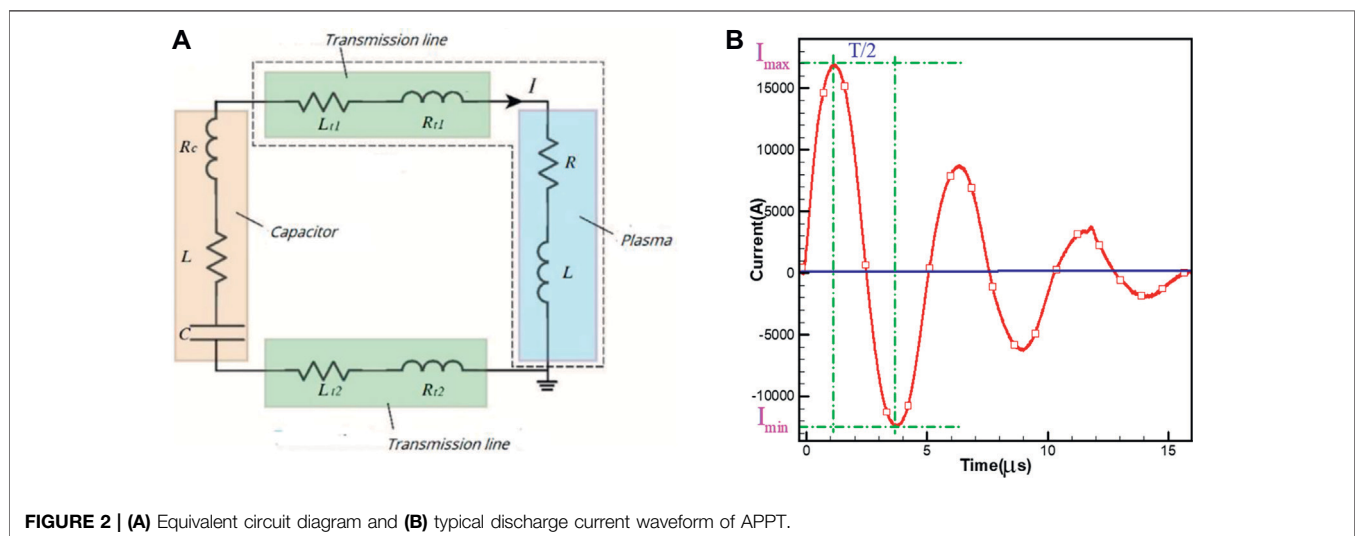 A
Transmission line
I
Lt1
Rt1
Rc
R
Capacitor
Plasma
L
L
C
Lt2
Rt2
Transmission line
B
Imax
T/2
15000
10000
5000
0
-5000
-10000
Imin
Current(A)
0
5
10
15
Time(μs)
FIGURE 2 | (A) Equivalent circuit diagram and (B) typical discharge current waveform of APPT.